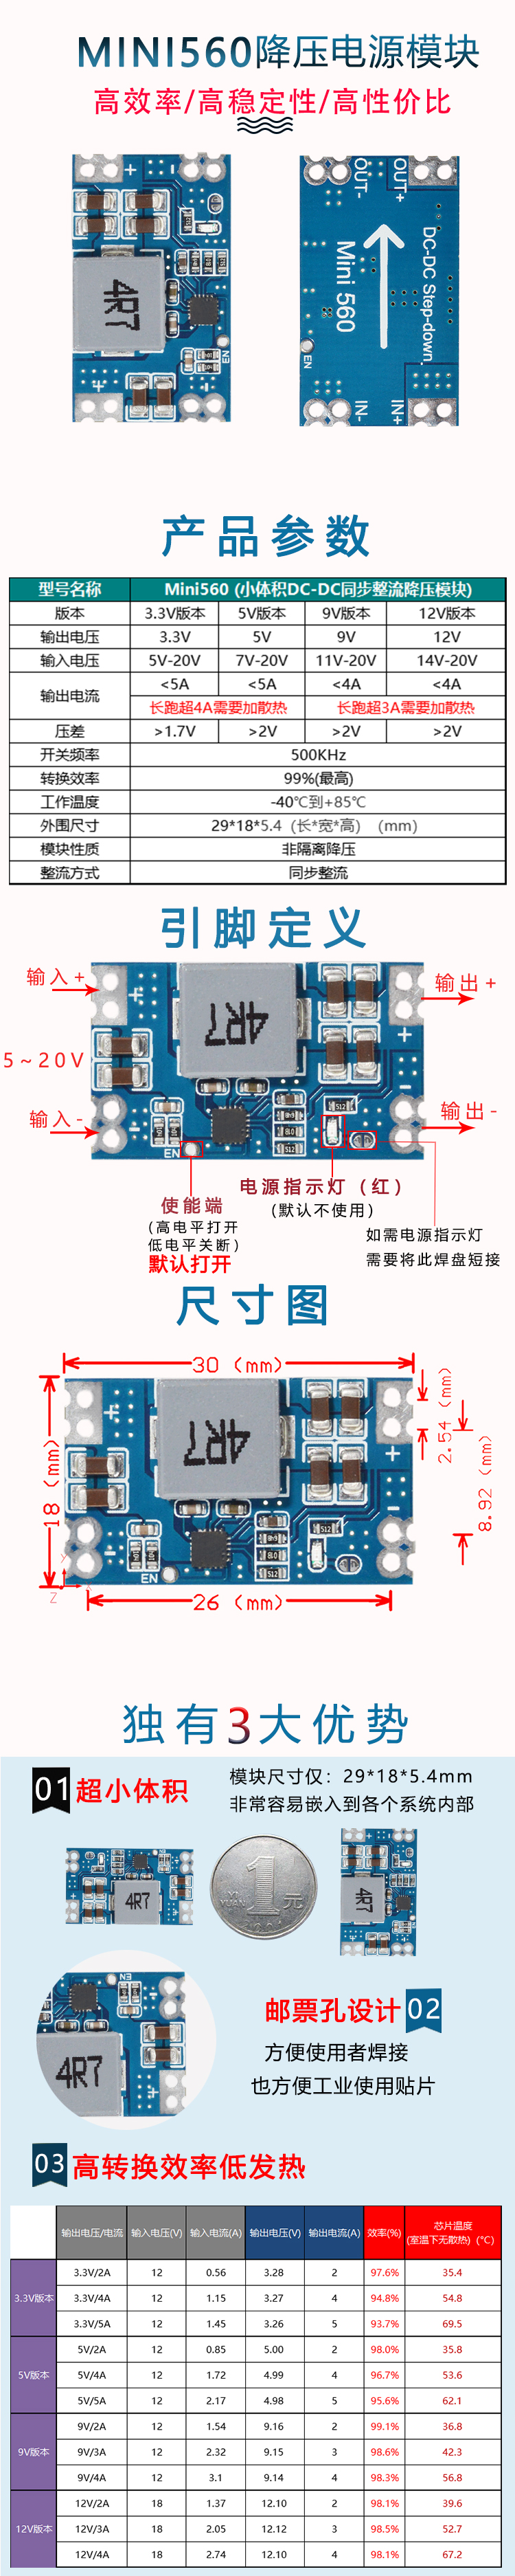 MINI560降压电源模块
高效率/高稳定性/高性价比
4R7
EN
OUT-
OUT+
DC-DC Step-down.
Mini 560
EN
IN-
IN+
产品参数
型号名称 Mini560 (小体积DC-DC同步整流降压模块)
版本 3.3V版本 5V版本 9V版本 12V版本
输出电压 3.3V 5V 9V 12V
输入电压 5V-20V 7V-20V 11V-20V 14V-20V
输出电流 <5A <5A <4A <4A
长跑超4A需要加散热 长跑超3A需要加散热
压差 >1.7V >2V >2V >2V
开关频率 500KHz
转换效率 99%(最高)
工作温度 -40℃到+85℃
外围尺寸 29*18*5.4 (长*宽*高) (mm)
模块性质 非隔离降压
整流方式 同步整流
引脚定义
输入+
输出+
4R7
5~20V
输入-
输出-
512
810
512
EN
使能端
(高电平打开
低电平关断)
默认打开
电源指示灯(红)
(默认不使用)
如需电源指示灯
需要将此焊盘短接
尺寸图
30 (mm)
2.54 (mm)
18 (mm)
8.92 (mm)
4R7
512
810
512
EN
Y
Z
X
26 (mm)
独有3大优势
01 超小体积
模块尺寸仅：29*18*5.4mm
非常容易嵌入到各个系统内部
4R7
YI
YUAN
1
元
4R7
EN
4R7
邮票孔设计 02
方便使用者焊接
也方便工业使用贴片
03 高转换效率低发热
输出电压/电流 输入电压(V) 输入电流(A) 输出电压(V) 输出电流(A) 效率(%) 芯片温度
(室温下无散热) (℃)
3.3V版本 3.3V/2A 12 0.56 3.28 2 97.6% 35.4
3.3V/4A 12 1.15 3.27 4 94.8% 54.8
3.3V/5A 12 1.45 3.26 5 93.7% 69.5
5V版本 5V/2A 12 0.85 5.00 2 98.0% 35.8
5V/4A 12 1.72 4.99 4 96.7% 53.6
5V/5A 12 2.17 4.98 5 95.6% 62.1
9V版本 9V/2A 12 1.54 9.16 2 99.1% 36.8
9V/3A 12 2.32 9.15 3 98.6% 42.3
9V/4A 12 3.1 9.14 4 98.3% 56.8
12V版本 12V/2A 18 1.37 12.10 2 98.1% 39.6
12V/3A 18 2.05 12.12 3 98.5% 52.7
12V/4A 18 2.74 12.10 4 98.1% 67.2